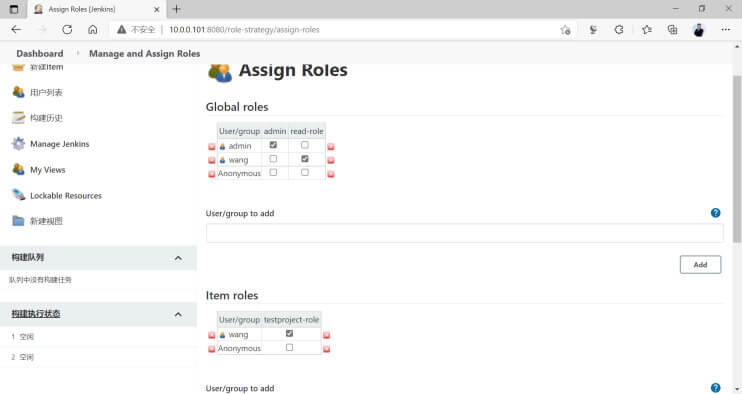 Assign Roles [Jenkins]
不安全
10.0.0.101:8080/role-strategy/assign-roles
Dashboard
Manage and Assign Roles
新建Item
用户列表
构建历史
Manage Jenkins
My Views
Lockable Resources
新建视图
构建队列
队列中没有构建任务
构建执行状态
1 空闲
2 空闲
Assign Roles
Global roles
User/group admin read-role
admin
wang
Anonymous
User/group to add
Add
Item roles
User/group testproject-role
wang
Anonymous
User/group to add